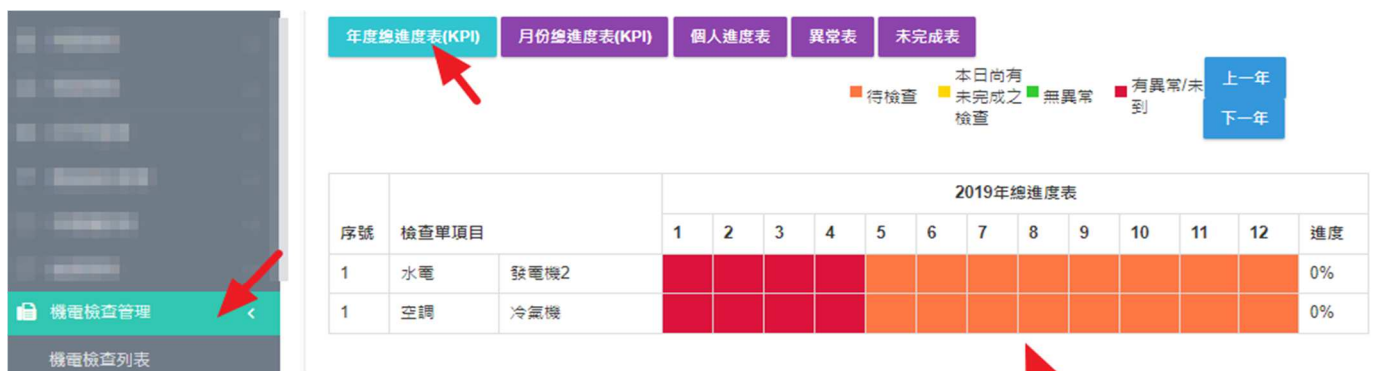 年度總進度表(KPI) 月份總進度表(KPI) 個人進度表 異常表 未完成表
待檢查
本日尚有
未完成之
檢查
無異常
有異常/未
到
上一年
下一年
2019年總進度表
序號 檢查單項目 1 2 3 4 5 6 7 8 9 10 11 12 進度
1 水電 發電機2 0%
1 空調 冷氣機 0%
機電檢查管理
機電檢查列表